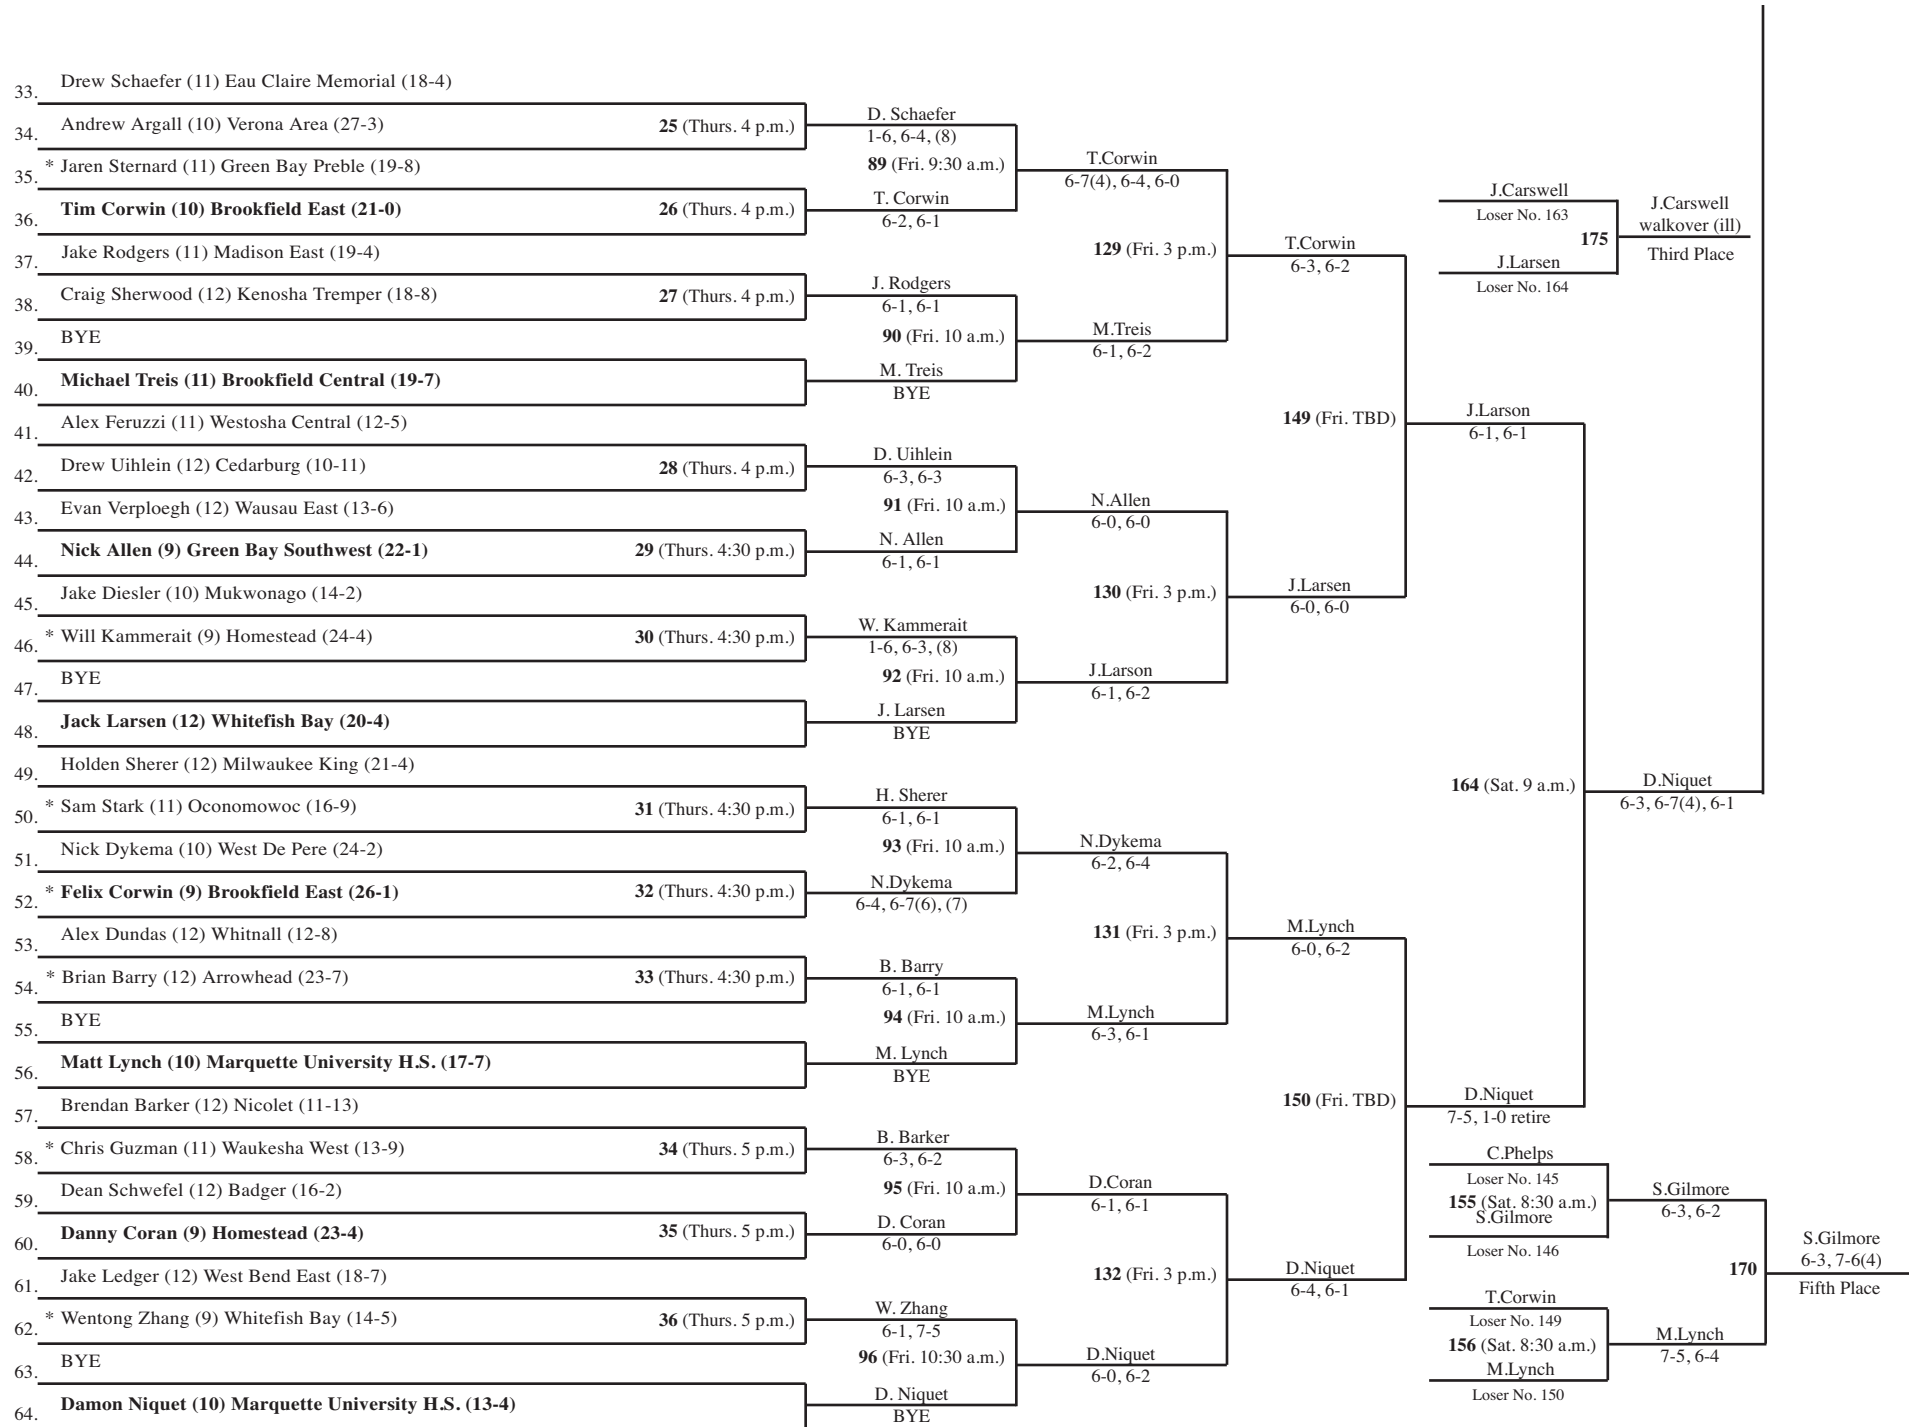 33. Drew Schaefer (11) Eau Claire Memorial (18-4)
34. Andrew Argall (10) Verona Area (27-3) 25 (Thurs. 4 p.m.)
35. * Jaren Sternard (11) Green Bay Preble (19-8)
36. Tim Corwin (10) Brookfield East (21-0) 26 (Thurs. 4 p.m.)
37. Jake Rodgers (11) Madison East (19-4)
38. Craig Sherwood (12) Kenosha Tremper (18-8) 27 (Thurs. 4 p.m.)
39. BYE
40. Michael Treis (11) Brookfield Central (19-7)
41. Alex Feruzzi (11) Westosha Central (12-5)
42. Drew Uihlein (12) Cedarburg (10-11) 28 (Thurs. 4 p.m.)
43. Evan Verploegh (12) Wausau East (13-6)
44. Nick Allen (9) Green Bay Southwest (22-1) 29 (Thurs. 4:30 p.m.)
45. Jake Diesler (10) Mukwonago (14-2)
46. * Will Kammerait (9) Homestead (24-4) 30 (Thurs. 4:30 p.m.)
47. BYE
48. Jack Larsen (12) Whitefish Bay (20-4)
49. Holden Sherer (12) Milwaukee King (21-4)
50. * Sam Stark (11) Oconomowoc (16-9) 31 (Thurs. 4:30 p.m.)
51. Nick Dykema (10) West De Pere (24-2)
52. * Felix Corwin (9) Brookfield East (26-1) 32 (Thurs. 4:30 p.m.)
53. Alex Dundas (12) Whitnall (12-8)
54. * Brian Barry (12) Arrowhead (23-7) 33 (Thurs. 4:30 p.m.)
55. BYE
56. Matt Lynch (10) Marquette University H.S. (17-7)
57. Brendan Barker (12) Nicolet (11-13)
58. * Chris Guzman (11) Waukesha West (13-9) 34 (Thurs. 5 p.m.)
59. Dean Schwefel (12) Badger (16-2)
60. Danny Coran (9) Homestead (23-4) 35 (Thurs. 5 p.m.)
61. Jake Ledger (12) West Bend East (18-7)
62. * Wentong Zhang (9) Whitefish Bay (14-5) 36 (Thurs. 5 p.m.)
63. BYE
64. Damon Niquet (10) Marquette University H.S. (13-4)
D. Schaefer
1-6, 6-4, (8)
89 (Fri. 9:30 a.m.)
T. Corwin
6-2, 6-1
J. Rodgers
6-1, 6-1
90 (Fri. 10 a.m.)
M. Treis
BYE
D. Uihlein
6-3, 6-3
91 (Fri. 10 a.m.)
N. Allen
6-1, 6-1
W. Kammerait
1-6, 6-3, (8)
92 (Fri. 10 a.m.)
J. Larsen
BYE
H. Sherer
6-1, 6-1
93 (Fri. 10 a.m.)
N.Dykema
6-4, 6-7(6), (7)
B. Barry
6-1, 6-1
94 (Fri. 10 a.m.)
M. Lynch
BYE
B. Barker
6-3, 6-2
95 (Fri. 10 a.m.)
D. Coran
6-0, 6-0
W. Zhang
6-1, 7-5
96 (Fri. 10:30 a.m.)
D. Niquet
BYE
T.Corwin
6-7(4), 6-4, 6-0
129 (Fri. 3 p.m.)
M.Treis
6-1, 6-2
N.Allen
6-0, 6-0
130 (Fri. 3 p.m.)
J.Larson
6-1, 6-2
N.Dykema
6-2, 6-4
131 (Fri. 3 p.m.)
M.Lynch
6-3, 6-1
D.Coran
6-1, 6-1
132 (Fri. 3 p.m.)
D.Niquet
6-0, 6-2
T.Corwin
6-3, 6-2
149 (Fri. TBD)
J.Larsen
6-0, 6-0
M.Lynch
6-0, 6-2
150 (Fri. TBD)
D.Niquet
6-4, 6-1
J.Larson
6-1, 6-1
164 (Sat. 9 a.m.)
D.Niquet
7-5, 1-0 retire
D.Niquet
6-3, 6-7(4), 6-1
J.Carswell
Loser No. 163
175
J.Larsen
Loser No. 164
J.Carswell
walkover (ill)
Third Place
C.Phelps
Loser No. 145
155 (Sat. 8:30 a.m.)
S.Gilmore
Loser No. 146
S.Gilmore
6-3, 6-2
170
T.Corwin
Loser No. 149
156 (Sat. 8:30 a.m.)
M.Lynch
Loser No. 150
M.Lynch
7-5, 6-4
S.Gilmore
6-3, 7-6(4)
Fifth Place